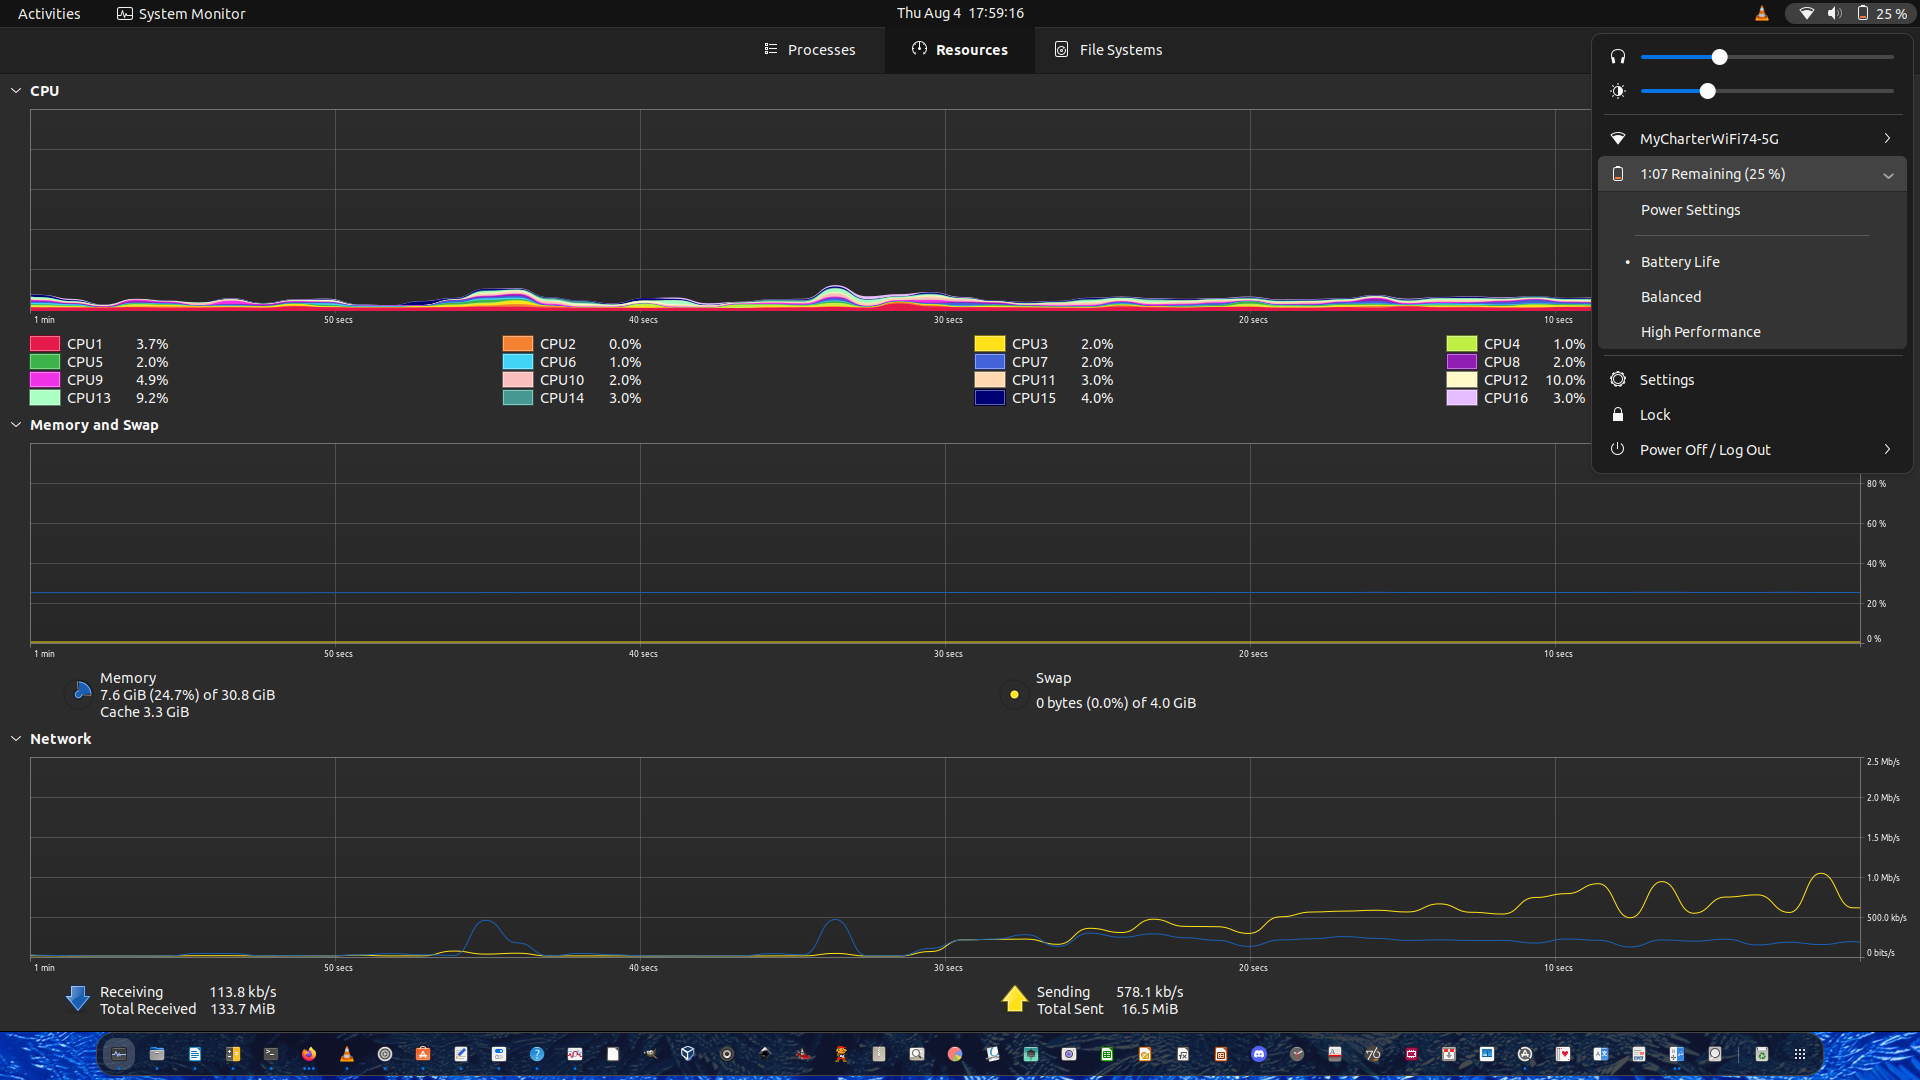 Activities
System Monitor
Thu Aug 4  17:59:16
25 %
Processes
Resources
File Systems
CPU
1 min
50 secs
40 secs
30 secs
20 secs
10 secs
CPU1 3.7%
CPU2 0.0%
CPU3 2.0%
CPU4 1.0%
CPU5 2.0%
CPU6 1.0%
CPU7 2.0%
CPU8 2.0%
CPU9 4.9%
CPU10 2.0%
CPU11 3.0%
CPU12 10.0%
CPU13 9.2%
CPU14 3.0%
CPU15 4.0%
CPU16 3.0%
MyCharterWiFi74-5G
1:07 Remaining (25 %)
Power Settings
Battery Life
Balanced
High Performance
Settings
Lock
Power Off / Log Out
Memory and Swap
80 %
60 %
40 %
20 %
0 %
1 min
50 secs
40 secs
30 secs
20 secs
10 secs
Memory
7.6 GiB (24.7%) of 30.8 GiB
Cache 3.3 GiB
Swap
0 bytes (0.0%) of 4.0 GiB
Network
2.5 Mb/s
2.0 Mb/s
1.5 Mb/s
1.0 Mb/s
500.0 kb/s
0 bits/s
1 min
50 secs
40 secs
30 secs
20 secs
10 secs
Receiving 113.8 kb/s
Total Received 133.7 MiB
Sending 578.1 kb/s
Total Sent 16.5 MiB